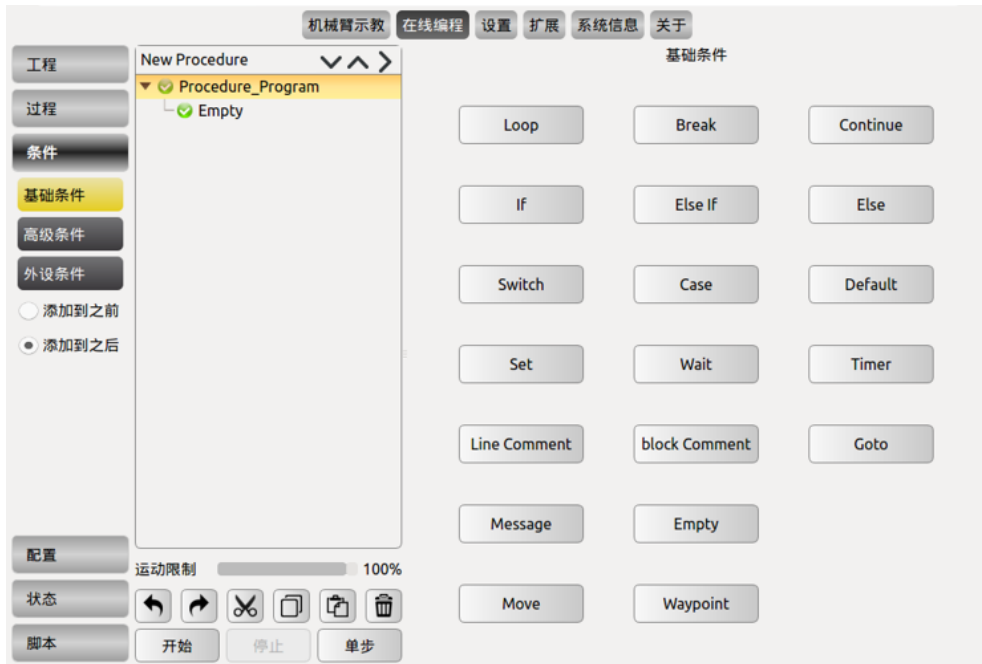 机械臂示教 在线编程 设置 扩展 系统信息 关于
工程
过程
条件
基础条件
高级条件
外设条件
添加到之前
添加到之后
配置
状态
脚本
New Procedure
Procedure_Program
Empty
运动限制 100%
开始 停止 单步
基础条件
Loop Break Continue
If Else If Else
Switch Case Default
Set Wait Timer
Line Comment block Comment Goto
Message Empty
Move Waypoint